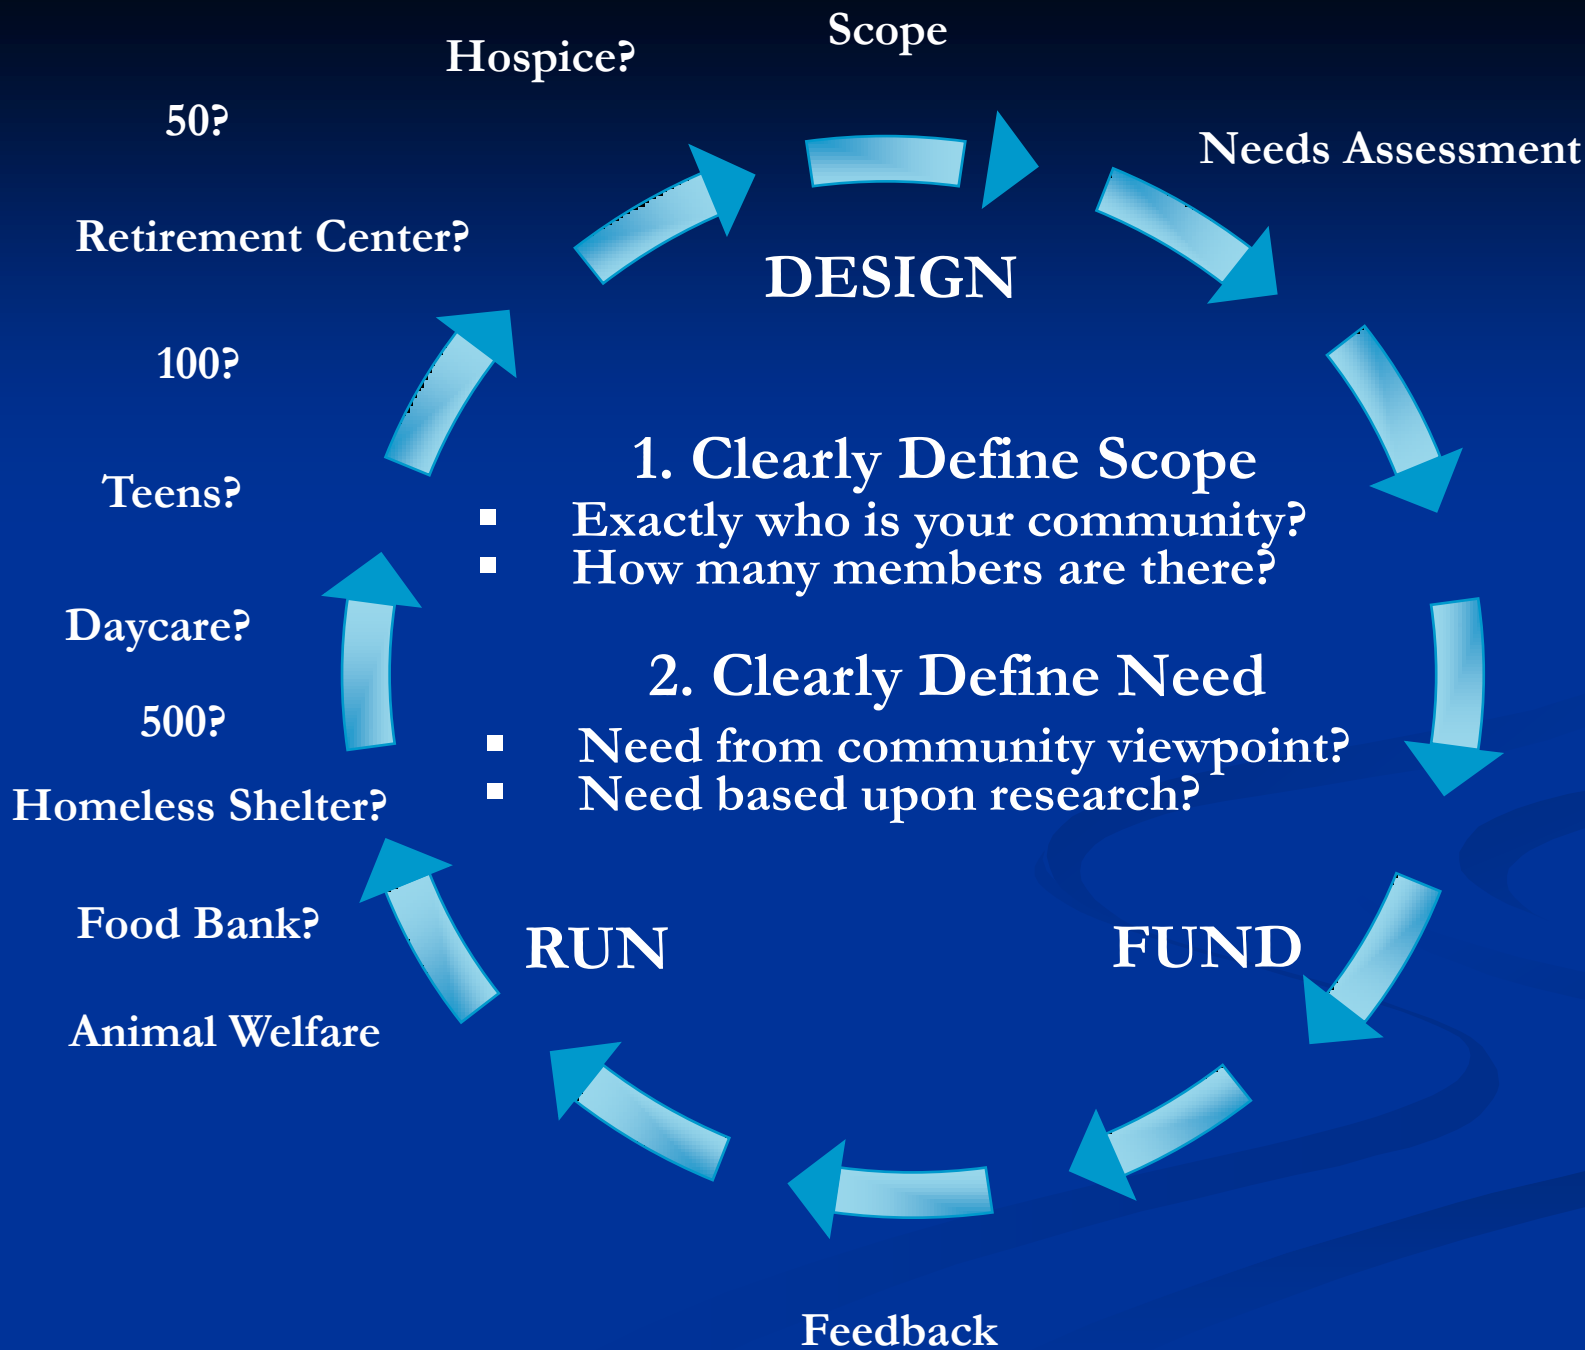 Scope
Hospice?
50?
Needs Assessment
Retirement Center?
DESIGN
100?
1. Clearly Define Scope
Teens?
▪ Exactly who is your community?
▪ How many members are there?
Daycare?
2. Clearly Define Need
500?
▪ Need from community viewpoint?
▪ Need based upon research?
Homeless Shelter?
Food Bank?
RUN
FUND
Animal Welfare
Feedback